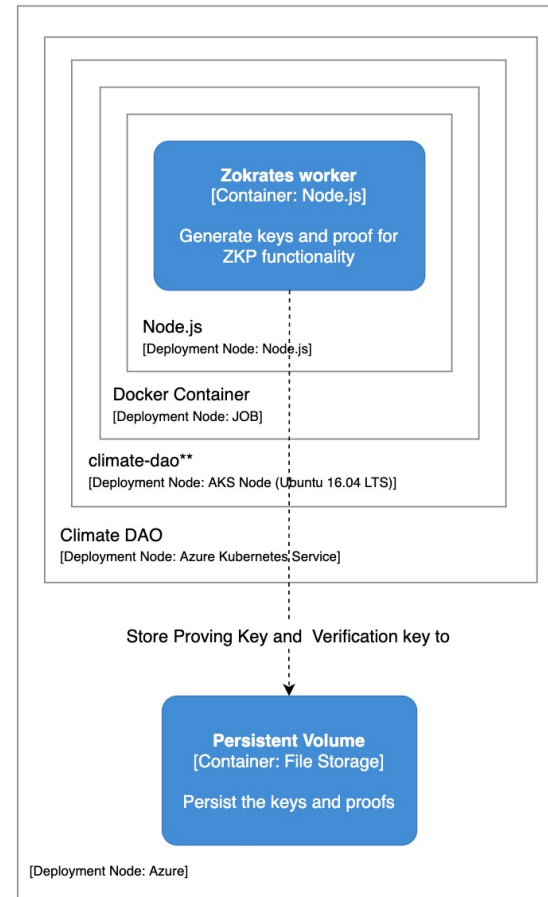 Zokrates worker
[Container: Node.js]
Generate keys and proof for
ZKP functionality
Node.js
[Deployment Node: Node.js]
Docker Container
[Deployment Node: JOB]
climate-dao**
[Deployment Node: AKS Node (Ubuntu 16.04 LTS)]
Climate DAO
[Deployment Node: Azure Kubernetes Service]
Store Proving Key and Verification key to
Persistent Volume
[Container: File Storage]
Persist the keys and proofs
[Deployment Node: Azure]